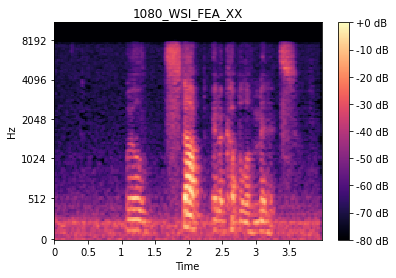 1080_WSI_FEA_XX
+0 dB
8192
-10 dB
4096
-20 dB
-30 dB
2048
Hz
-40 dB
1024
-50 dB
512
-60 dB
-70 dB
0
-80 dB
0 0.5 1 1.5 2 2.5 3 3.5
Time